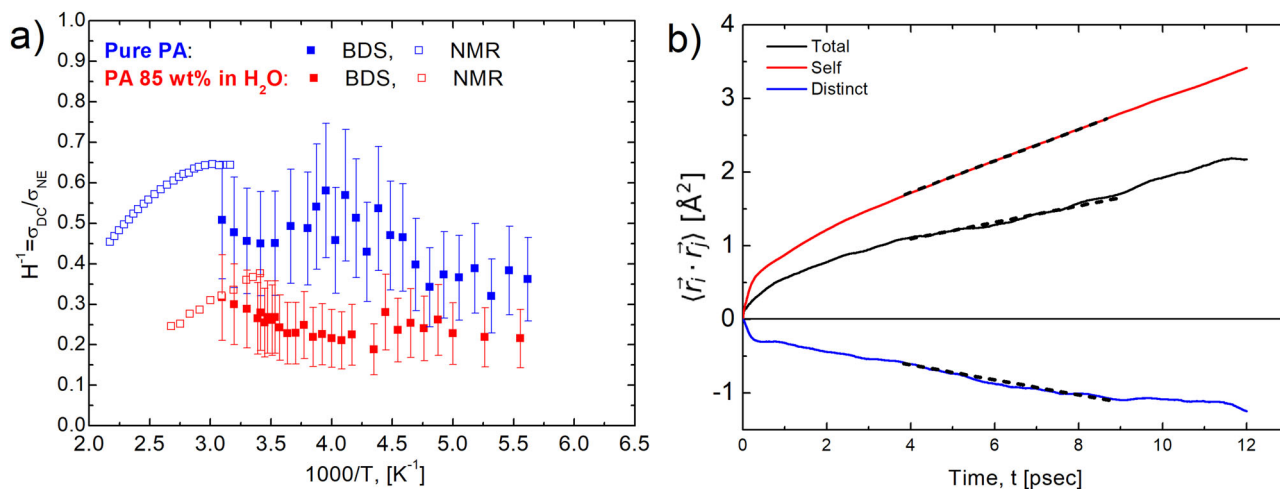 a)
Pure PA: BDS, NMR
PA 85 wt% in H₂O: BDS, NMR
H⁻¹=σDC/σNE
1.0
0.9
0.8
0.7
0.6
0.5
0.4
0.3
0.2
0.1
0.0
2.0 2.5 3.0 3.5 4.0 4.5 5.0 5.5 6.0 6.5
1000/T, [K⁻¹]
b)
Total
Self
Distinct
⟨r⃗ᵢ · r⃗ⱼ⟩ [Å²]
4
3
2
1
0
-1
0 2 4 6 8 10 12
Time, t [psec]